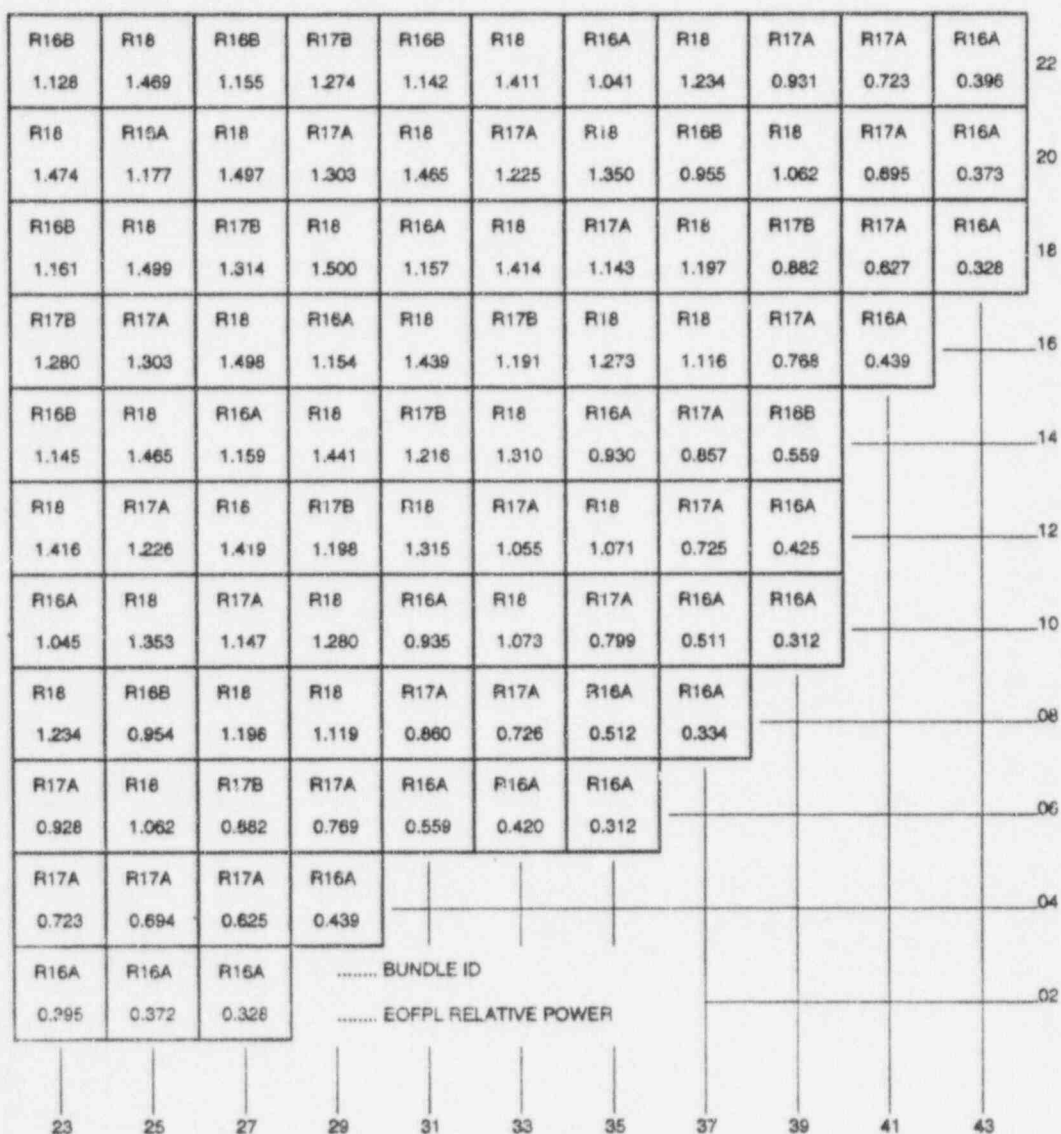 R16B R18 R16B R17B R16B R18 R16A R18 R17A R17A R16A
1.128 1.469 1.155 1.274 1.142 1.411 1.041 1.234 0.931 0.723 0.396
22
R18 R16A R18 R17A R18 R17A R18 R16B R18 R17A R16A
1.474 1.177 1.497 1.303 1.465 1.225 1.350 0.955 1.062 0.695 0.373
20
R16B R18 R17B R18 R16A R18 R17A R18 R17B R17A R16A
1.161 1.499 1.314 1.500 1.157 1.414 1.143 1.197 0.882 0.627 0.328
18
R17B R17A R18 R16A R18 R17B R18 R18 R17A R16A
1.280 1.303 1.498 1.154 1.439 1.191 1.273 1.116 0.768 0.439
16
R16B R18 R16A R18 R17B R18 R16A R17A R16B
1.145 1.465 1.159 1.441 1.216 1.310 0.930 0.857 0.559
14
R18 R17A R18 R17B R18 R17A R18 R17A R16A
1.416 1.226 1.419 1.198 1.315 1.055 1.071 0.725 0.425
12
R16A R18 R17A R18 R16A R18 R17A R16A R16A
1.045 1.353 1.147 1.280 0.935 1.073 0.799 0.511 0.312
10
R18 R16B R18 R18 R17A R17A R16A R16A
1.234 0.954 1.196 1.119 0.860 0.726 0.512 0.334
08
R17A R18 R17B R17A R16A R16A R16A
0.928 1.062 0.882 0.769 0.559 0.420 0.312
06
R17A R17A R17A R16A
0.723 0.694 0.625 0.439
04
R16A R16A R16A ....... BUNDLE ID
0.395 0.372 0.328 ....... EOFPL RELATIVE POWER
02
23 25 27 29 31 33 35 37 39 41 43